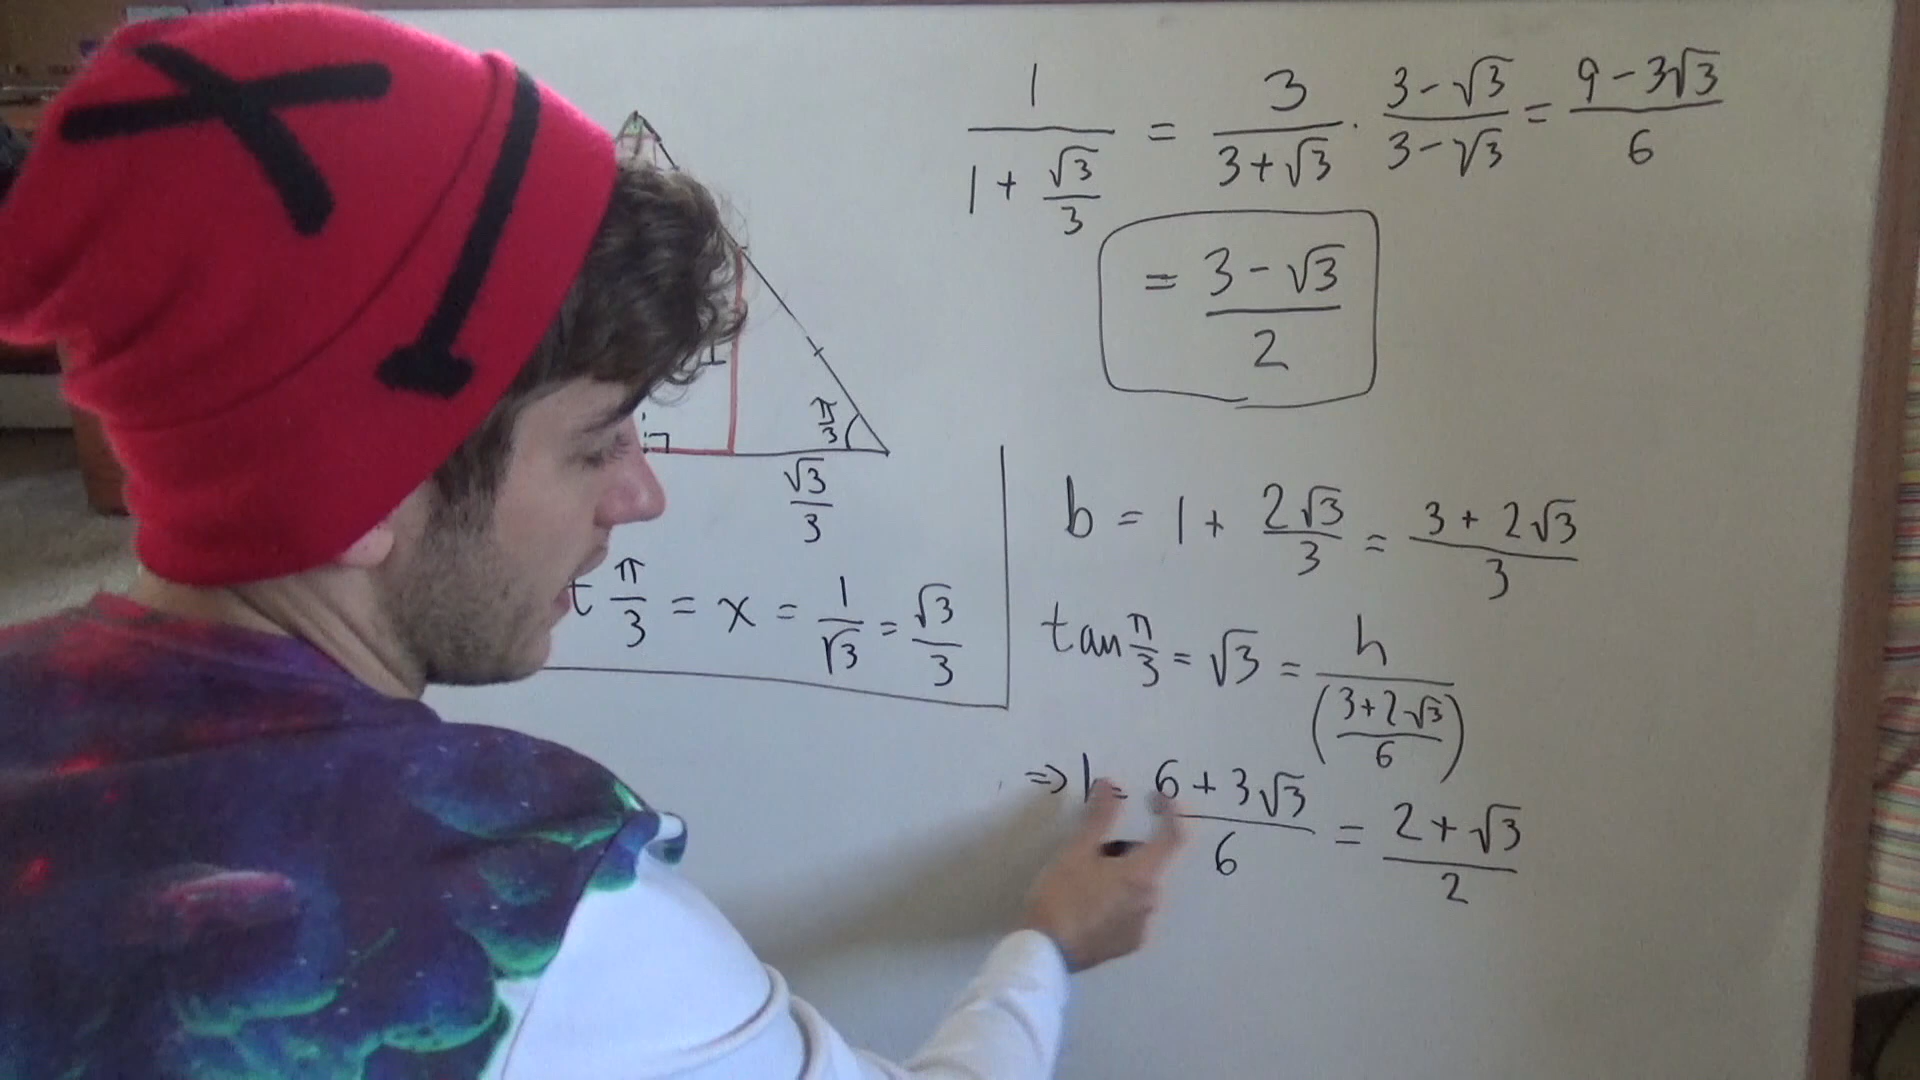 1/(1 + √3/3) = 3/(3 + √3) · (3 − √3)/(3 − √3) = (9 − 3√3)/6
= (3 − √3)/2
π/3
√3/3
b = 1 + 2√3/3 = (3 + 2√3)/3
t π/3 = x = 1/√3 = √3/3
tan π/3 = √3 = h/((3+2√3)/6)
⇒ h = (6 + 3√3)/6 = (2 + √3)/2